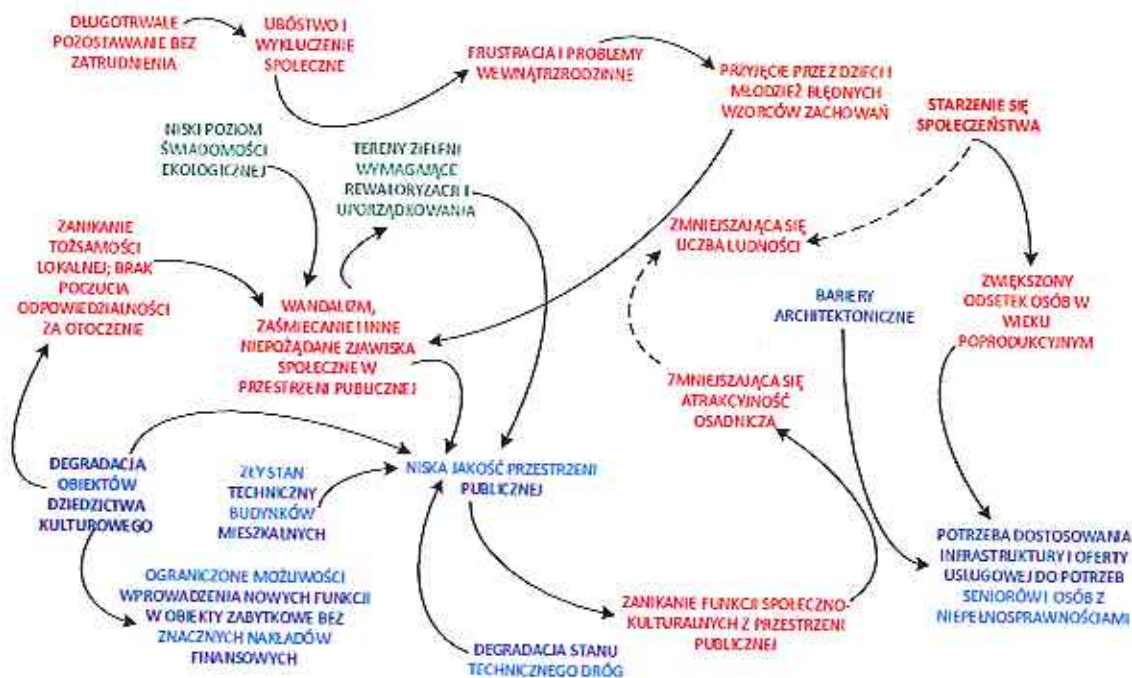 DŁUGOTRWAŁE
POZOSTAWANIE BEZ
ZATRUDNIENIA
UBÓSTWO I
WYKLUCZENIE
SPOŁECZNE
FRUSTRACJA I PROBLEMY
WEWNĄTRZRODZINNE
PRZYJĘCIE PRZEZ DZIECI I
MŁODZIEŻ BŁĘDNYCH
WZORCÓW ZACHOWAŃ
STARZENIE SIĘ
SPOŁECZEŃSTWA
NISKI POZIOM
ŚWIADOMOŚCI
EKOLOGICZNEJ
TERENY ZIELENI
WYMAGAJĄCE
REWALORYZACJI I
UPORZĄDKOWANIA
ZANIKANIE
TOŻSAMOŚCI
LOKALNEJ; BRAK
POCZUCIA
ODPOWIEDZIALNOŚCI
ZA OTOCZENIE
ZMNIEJSZAJĄCA SIĘ
LICZBA LUDNOŚCI
WANDALIZM,
ZAŚMIECANIE I INNE
NIEPOŻĄDANE ZJAWISKA
SPOŁECZNE W
PRZESTRZENI PUBLICZNEJ
BARIERY
ARCHITEKTONICZNE
ZWIĘKSZONY
ODSETEK OSÓB W
WIEKU
POPRODUKCYJNYM
ZMNIEJSZAJĄCA SIĘ
ATRAKCYJNOŚĆ
OSADNICZA
DEGRADACJA
OBIEKTÓW
DZIEDZICTWA
KULTUROWEGO
ZŁY STAN
TECHNICZNY
BUDYNKÓW
MIESZKALNYCH
NISKA JAKOŚĆ PRZESTRZENI
PUBLICZNEJ
POTRZEBA DOSTOSOWANIA
INFRASTRUKTURY I OFERTY
USŁUGOWEJ DO POTRZEB
SENIORÓW I OSÓB Z
NIEPEŁNOSPRAWNOŚCIAMI
OGRANICZONE MOŻLIWOŚCI
WPROWADZENIA NOWYCH FUNKCJI
W OBIEKTY ZABYTKOWE BEZ
ZNACZNYCH NAKŁADÓW
FINANSOWYCH
DEGRADACJA STANU
TECHNICZNEGO DRÓG
ZANIKANIE FUNKCJI SPOŁECZNO-
KULTURALNYCH Z PRZESTRZENI
PUBLICZNEJ